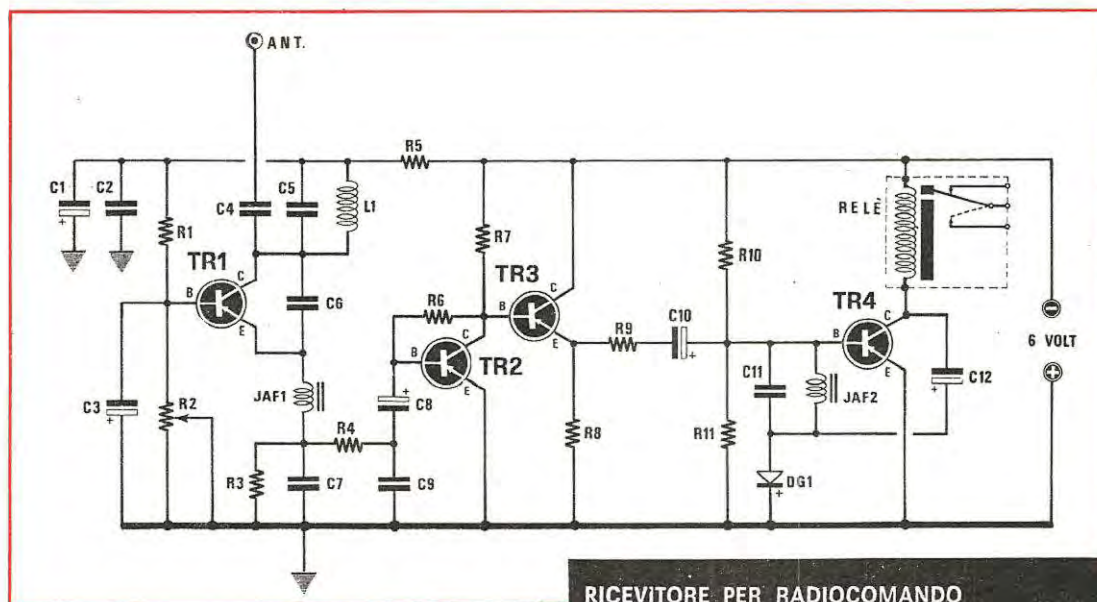 ANT.
R5
C1
C2
C4
C5
L1
R1
R7
RELÈ
TR1
TR3
R10
B
C
E
C6
R6
B
C
E
TR4
TR2
R9
C10
B
C
E
6 VOLT
C3
R2
JAF1
B
C
E
C8
C11
JAF2
C12
R4
R8
R11
R3
C7
C9
DG1
RICEVITORE PER RADIOCOMANDO